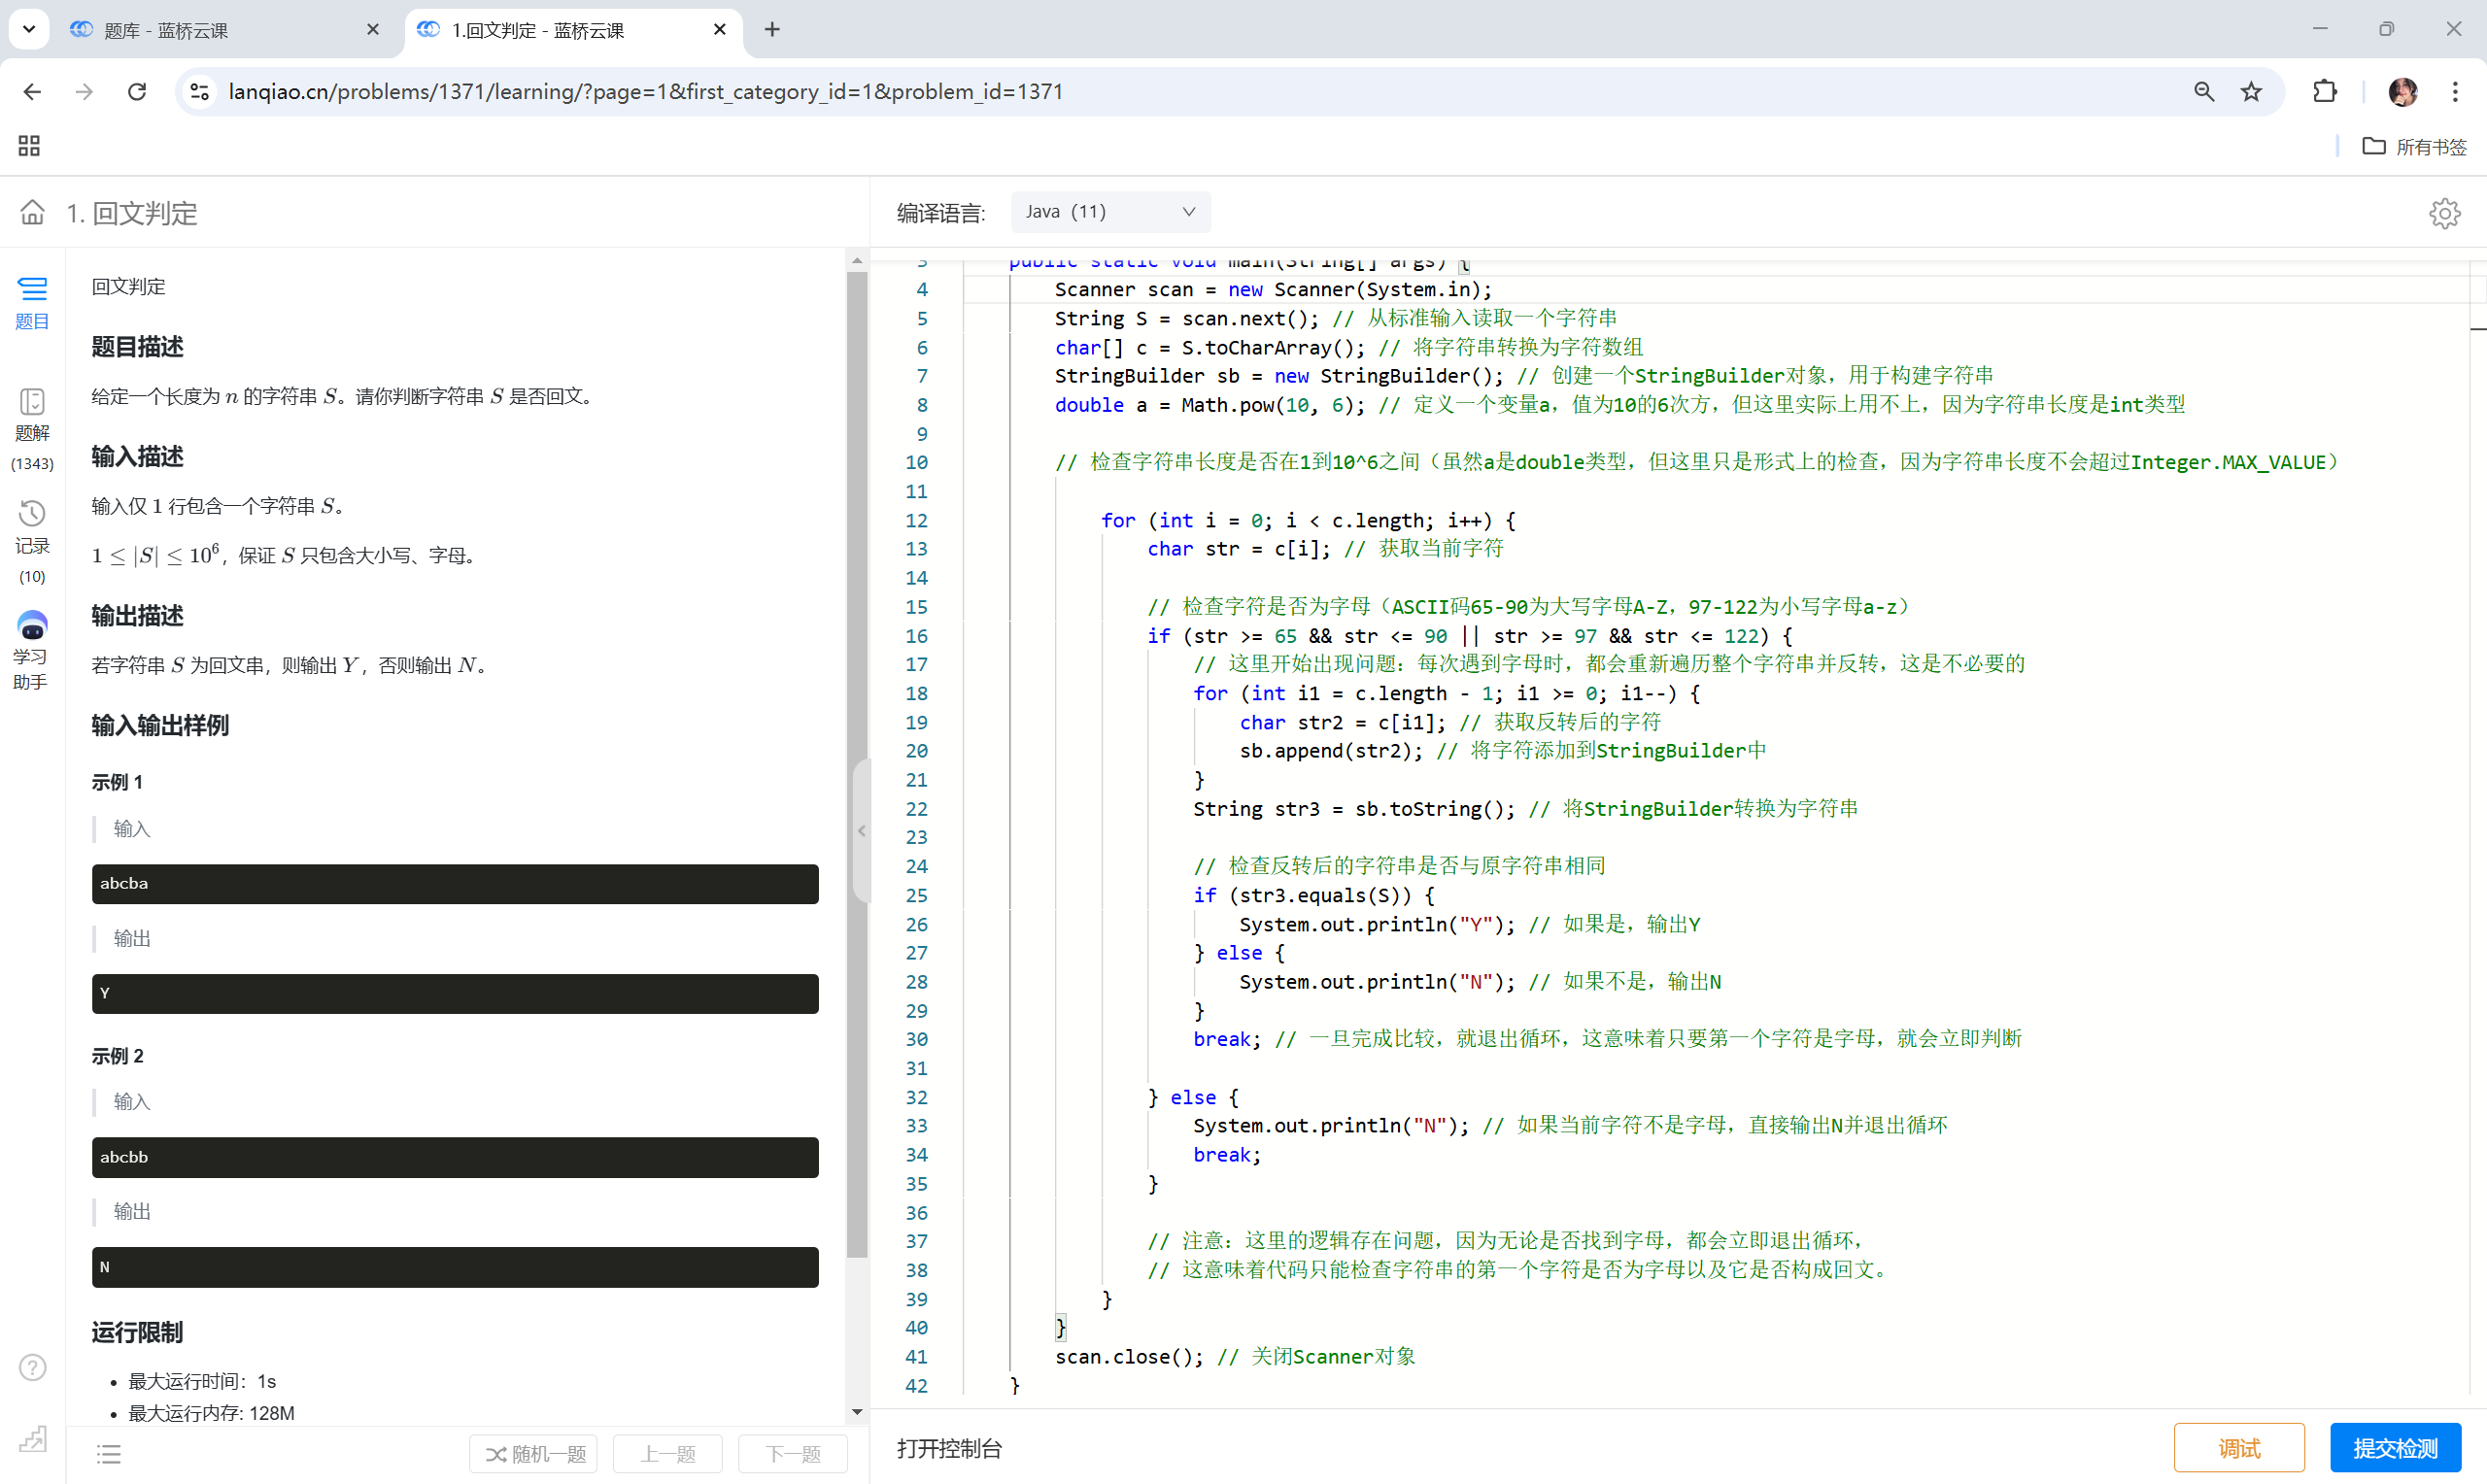 题库 - 蓝桥云课
1.回文判定 - 蓝桥云课
lanqiao.cn/problems/1371/learning/?page=1&first_category_id=1&problem_id=1371
所有书签
1. 回文判定
题目
题解
(1343)
记录
(10)
学习
助手
回文判定
题目描述
给定一个长度为 n 的字符串 S。请你判断字符串 S 是否回文。
输入描述
输入仅 1 行包含一个字符串 S。
1 ≤ |S| ≤ 10^6，保证 S 只包含大小写、字母。
输出描述
若字符串 S 为回文串，则输出 Y，否则输出 N。
输入输出样例
示例 1
输入
abcba
输出
Y
示例 2
输入
abcbb
输出
N
运行限制
• 最大运行时间：1s
• 最大运行内存: 128M
随机一题
上一题
下一题
编译语言:
Java (11)
3 public static void main(String[] args) {
4 Scanner scan = new Scanner(System.in);
5 String S = scan.next(); // 从标准输入读取一个字符串
6 char[] c = S.toCharArray(); // 将字符串转换为字符数组
7 StringBuilder sb = new StringBuilder(); // 创建一个StringBuilder对象，用于构建字符串
8 double a = Math.pow(10, 6); // 定义一个变量a，值为10的6次方，但这里实际上用不上，因为字符串长度是int类型
9
10 // 检查字符串长度是否在1到10^6之间（虽然a是double类型，但这里只是形式上的检查，因为字符串长度不会超过Integer.MAX_VALUE）
11
12 for (int i = 0; i < c.length; i++) {
13 char str = c[i]; // 获取当前字符
14
15 // 检查字符是否为字母（ASCII码65-90为大写字母A-Z，97-122为小写字母a-z）
16 if (str >= 65 && str <= 90 || str >= 97 && str <= 122) {
17 // 这里开始出现问题：每次遇到字母时，都会重新遍历整个字符串并反转，这是不必要的
18 for (int i1 = c.length - 1; i1 >= 0; i1--) {
19 char str2 = c[i1]; // 获取反转后的字符
20 sb.append(str2); // 将字符添加到StringBuilder中
21 }
22 String str3 = sb.toString(); // 将StringBuilder转换为字符串
23
24 // 检查反转后的字符串是否与原字符串相同
25 if (str3.equals(S)) {
26 System.out.println("Y"); // 如果是，输出Y
27 } else {
28 System.out.println("N"); // 如果不是，输出N
29 }
30 break; // 一旦完成比较，就退出循环，这意味着只要第一个字符是字母，就会立即判断
31
32 } else {
33 System.out.println("N"); // 如果当前字符不是字母，直接输出N并退出循环
34 break;
35 }
36
37 // 注意：这里的逻辑存在问题，因为无论是否找到字母，都会立即退出循环，
38 // 这意味着代码只能检查字符串的第一个字符是否为字母以及它是否构成回文。
39 }
40 }
41 scan.close(); // 关闭Scanner对象
42 }
打开控制台
调试
提交检测